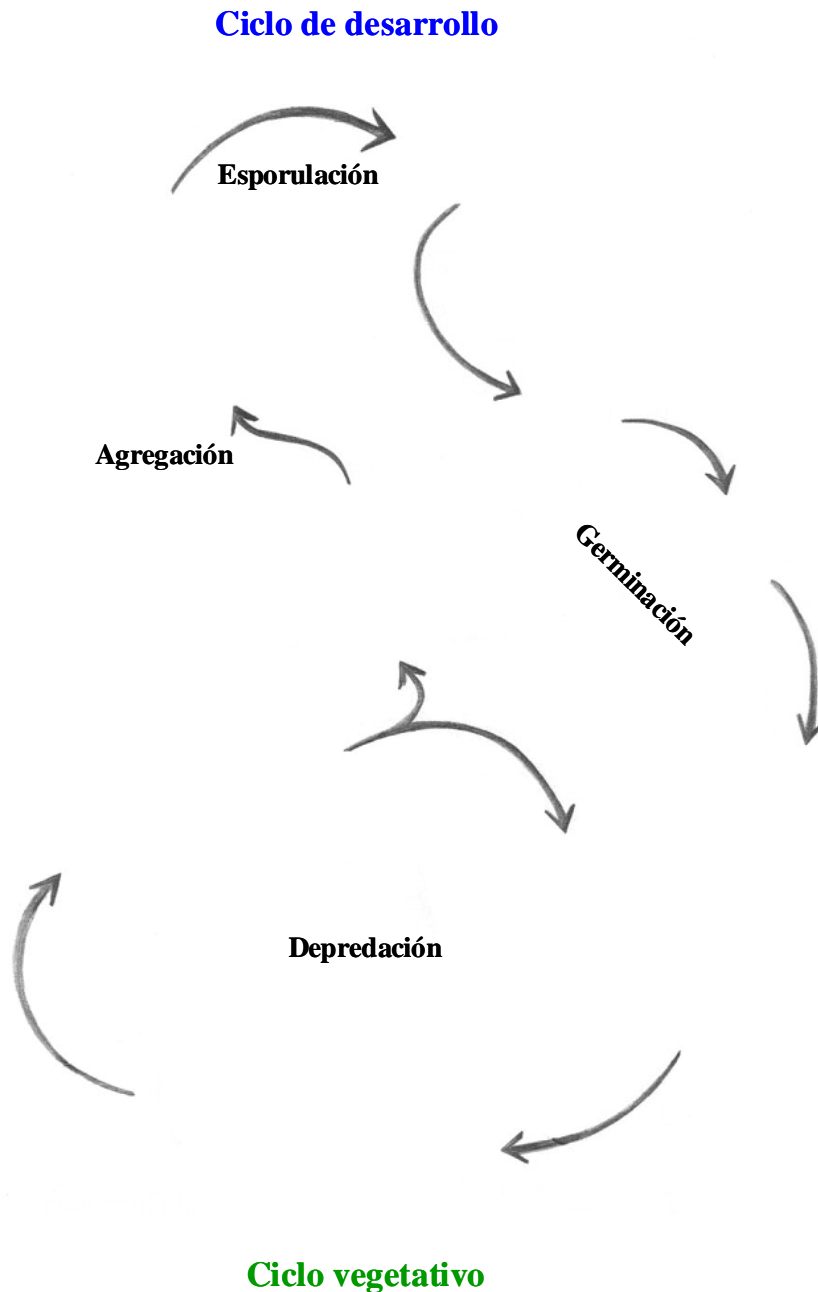 Ciclo de desarrollo
Esporulación
Agregación
Germinación
Depredación
Ciclo vegetativo